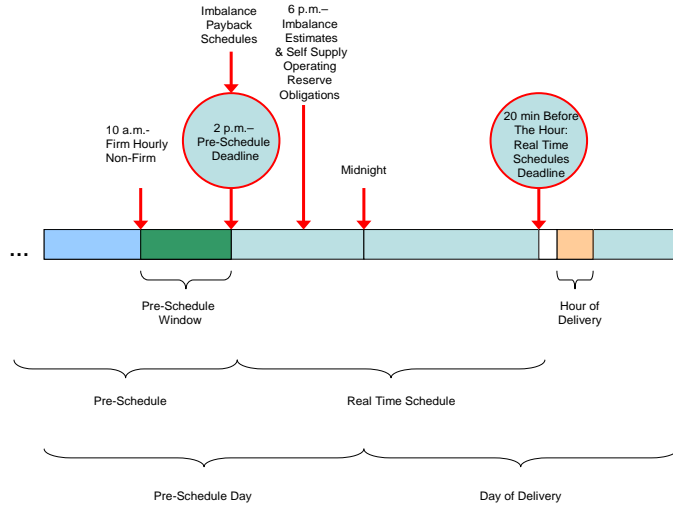 Imbalance
Payback
Schedules
6 p.m.–
Imbalance
Estimates
& Self Supply
Operating
Reserve
Obligations
10 a.m.-
Firm Hourly
Non-Firm
2 p.m.–
Pre-Schedule
Deadline
Midnight
20 min Before
The Hour:
Real Time
Schedules
Deadline
...
Pre-Schedule
Window
Hour of
Delivery
Pre-Schedule
Real Time Schedule
Pre-Schedule Day
Day of Delivery